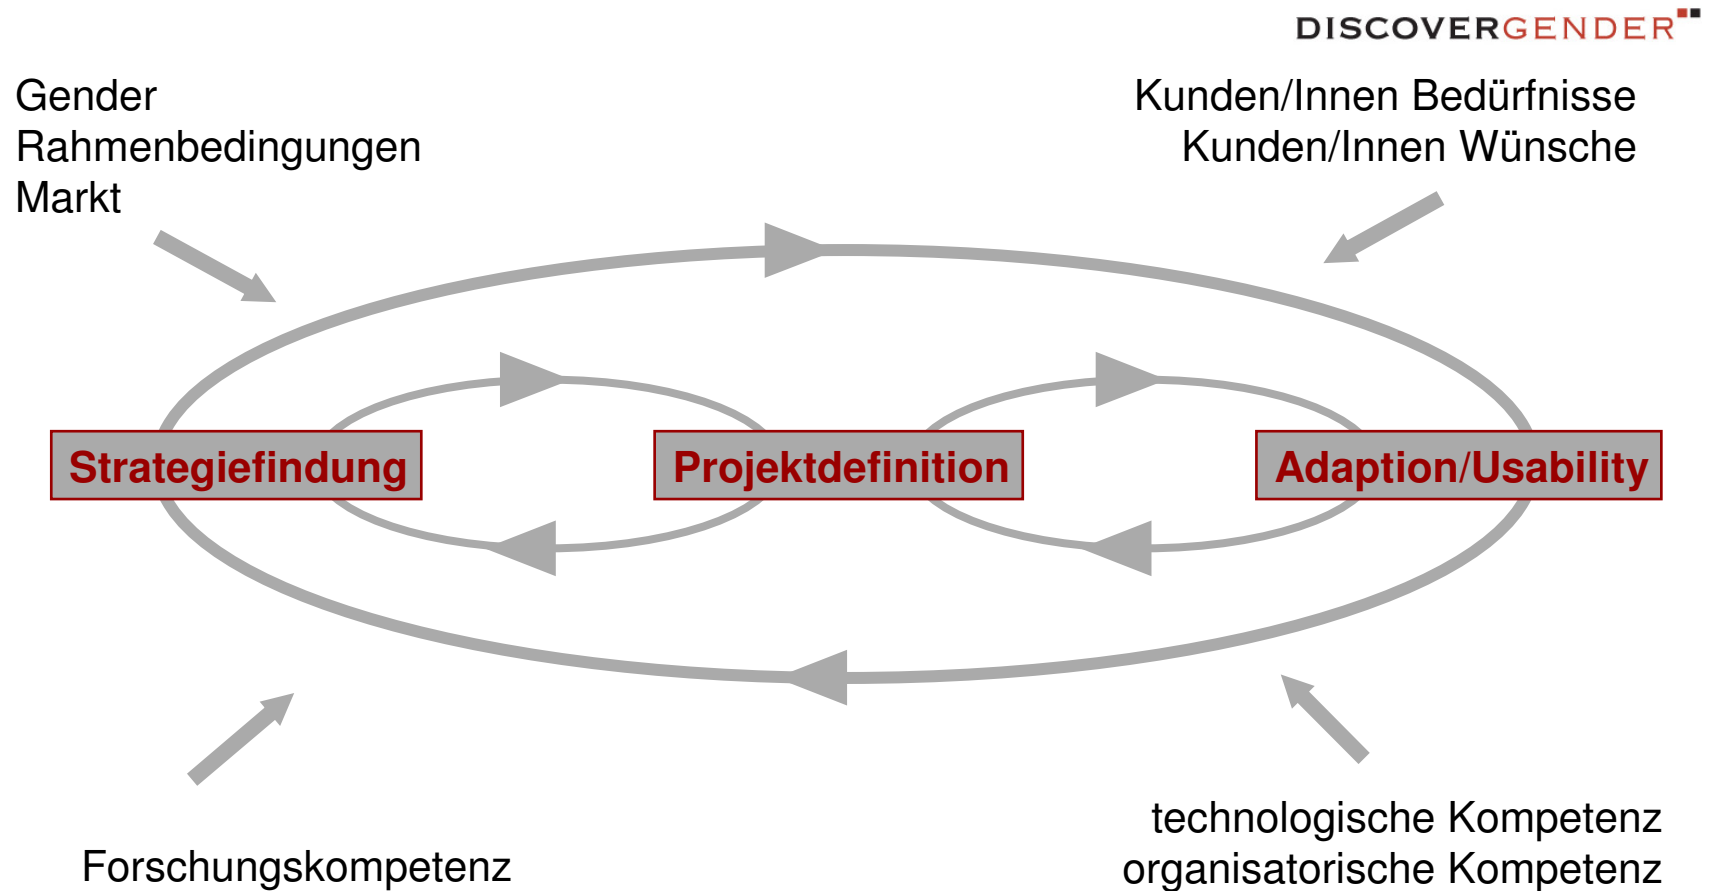 DISCOVERGENDER
Gender
Rahmenbedingungen
Markt
Kunden/Innen Bedürfnisse
Kunden/Innen Wünsche
Strategiefindung
Projektdefinition
Adaption/Usability
Forschungskompetenz
technologische Kompetenz
organisatorische Kompetenz